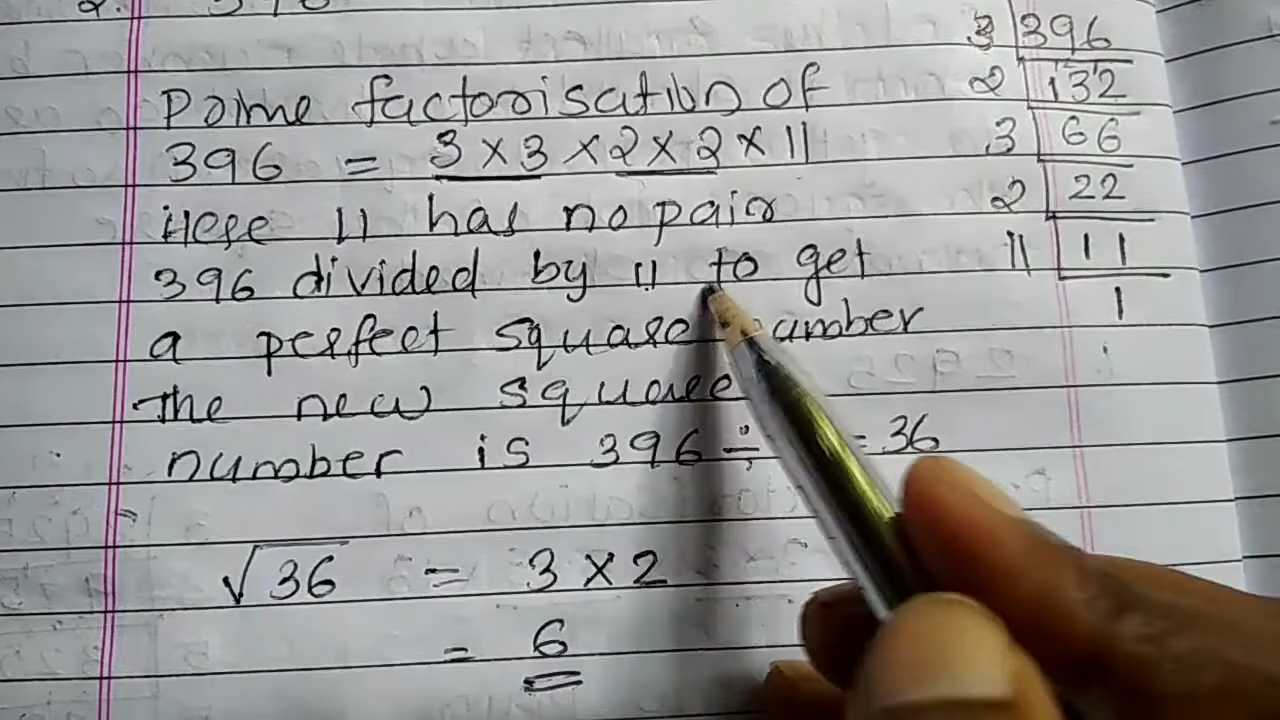 2. 396
3 | 396
Prime factorisation of
2 | 132
396 = 3 × 3 × 2 × 2 × 11
3 | 66
Here 11 has no pair
2 | 22
396 divided by 11 to get
11 | 11
a perfect square number
1
The new square
number is 396 ÷ = 36
√36 = 3 × 2
= 6